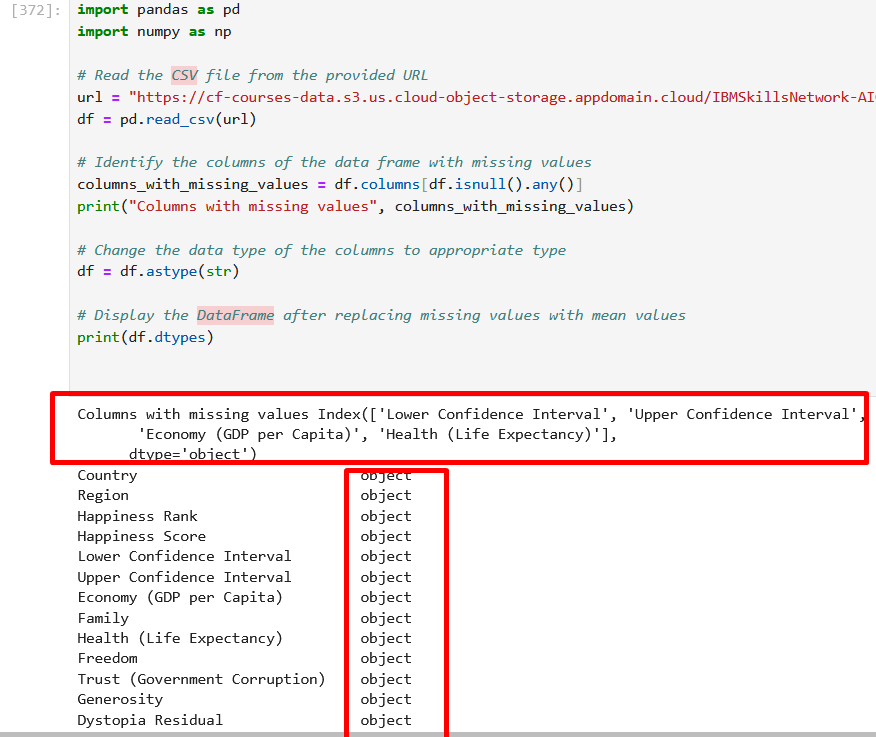 [372]: import pandas as pd
import numpy as np
# Read the CSV file from the provided URL
url = "https://cf-courses-data.s3.us.cloud-object-storage.appdomain.cloud/IBMSkillsNetwork-AI
df = pd.read_csv(url)
# Identify the columns of the data frame with missing values
columns_with_missing_values = df.columns[df.isnull().any()]
print("Columns with missing values", columns_with_missing_values)
# Change the data type of the columns to appropriate type
df = df.astype(str)
# Display the DataFrame after replacing missing values with mean values
print(df.dtypes)
Columns with missing values Index(['Lower Confidence Interval', 'Upper Confidence Interval',
'Economy (GDP per Capita)', 'Health (Life Expectancy)'],
dtype='object')
Country object
Region object
Happiness Rank object
Happiness Score object
Lower Confidence Interval object
Upper Confidence Interval object
Economy (GDP per Capita) object
Family object
Health (Life Expectancy) object
Freedom object
Trust (Government Corruption) object
Generosity object
Dystopia Residual object